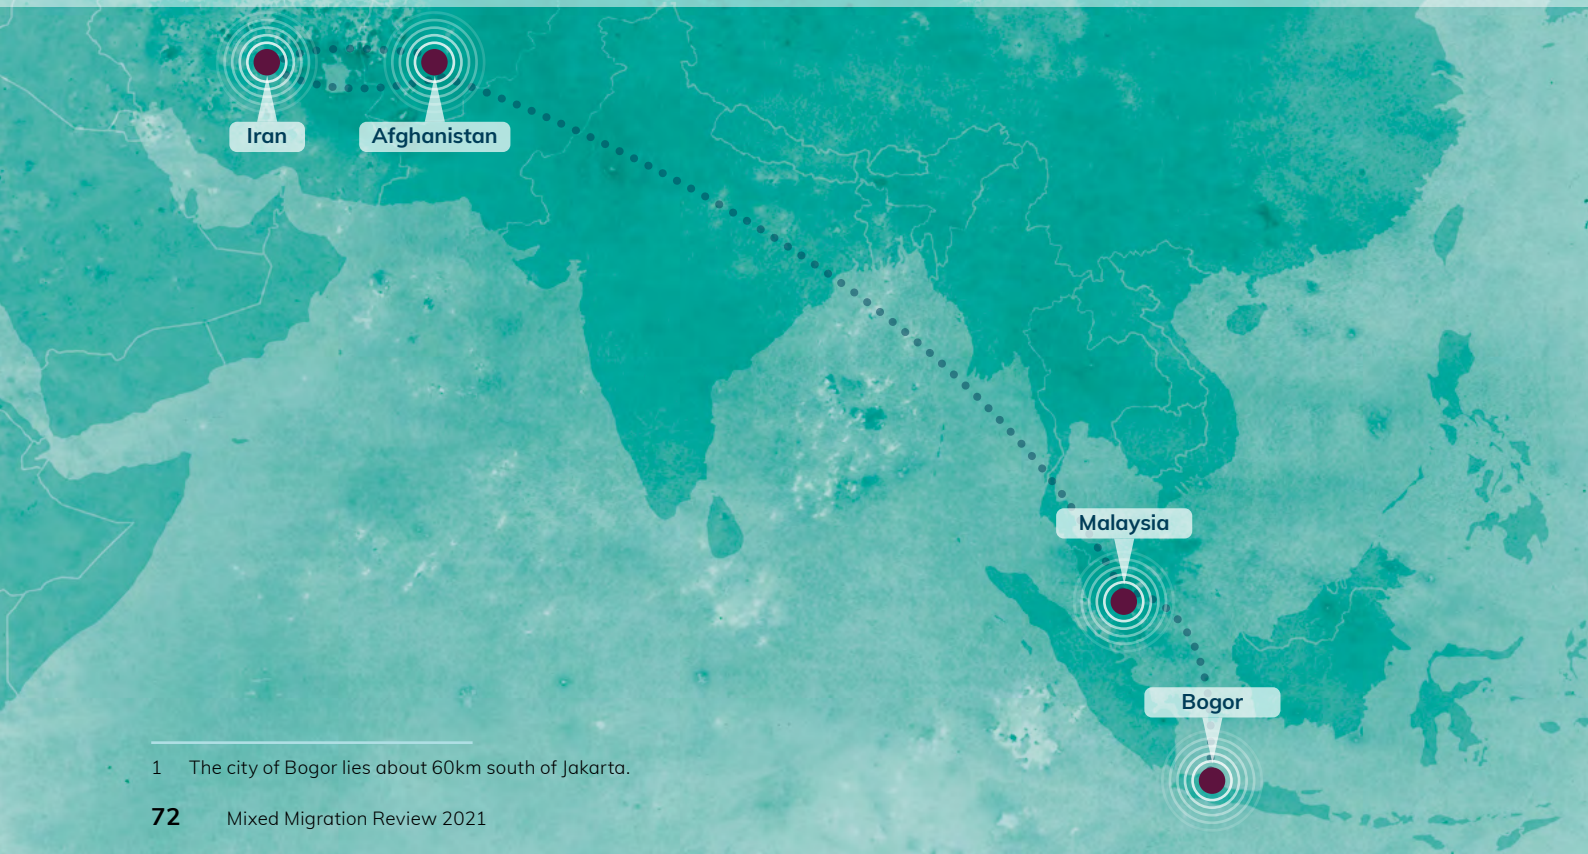 Iran
Afghanistan
Malaysia
Bogor
1 The city of Bogor lies about 60km south of Jakarta.
72 Mixed Migration Review 2021